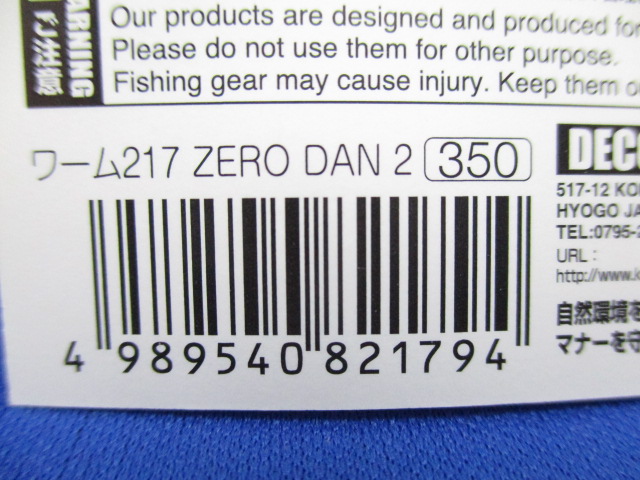 WARNING
Our products are designed and produced for
Please do not use them for other purpose.
Fishing gear may cause injury. Keep them
ワーム217 ZERO DAN 2 350
4 989540 821794
DEC
517-12
HYOGO
TEL:0795-2
URL:
http://www.
自然環境を
マナーを守